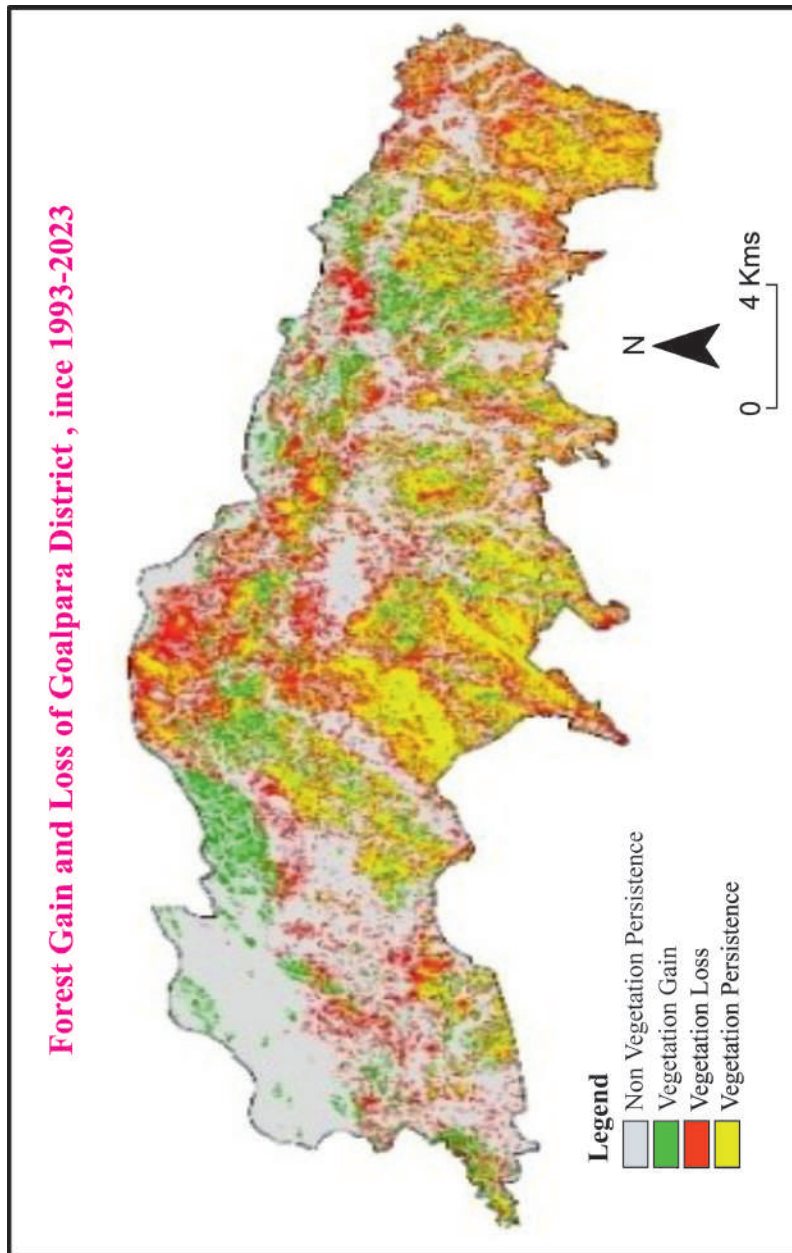 Forest Gain and Loss of Goalpara District , ince 1993-2023
N
0 4 Kms
Legend
Non Vegetation Persistence
Vegetation Gain
Vegetation Loss
Vegetation Persistence